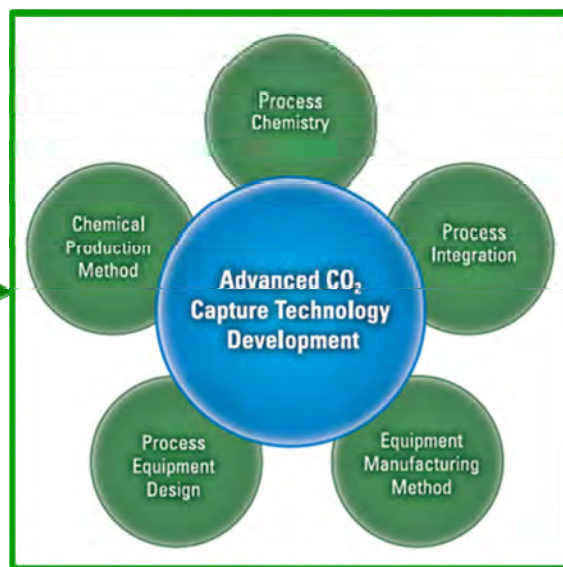 Process
Chemistry
Chemical
Production
Method
Process
Integration
Advanced CO₂
Capture Technology
Development
Process
Equipment
Design
Equipment
Manufacturing
Method